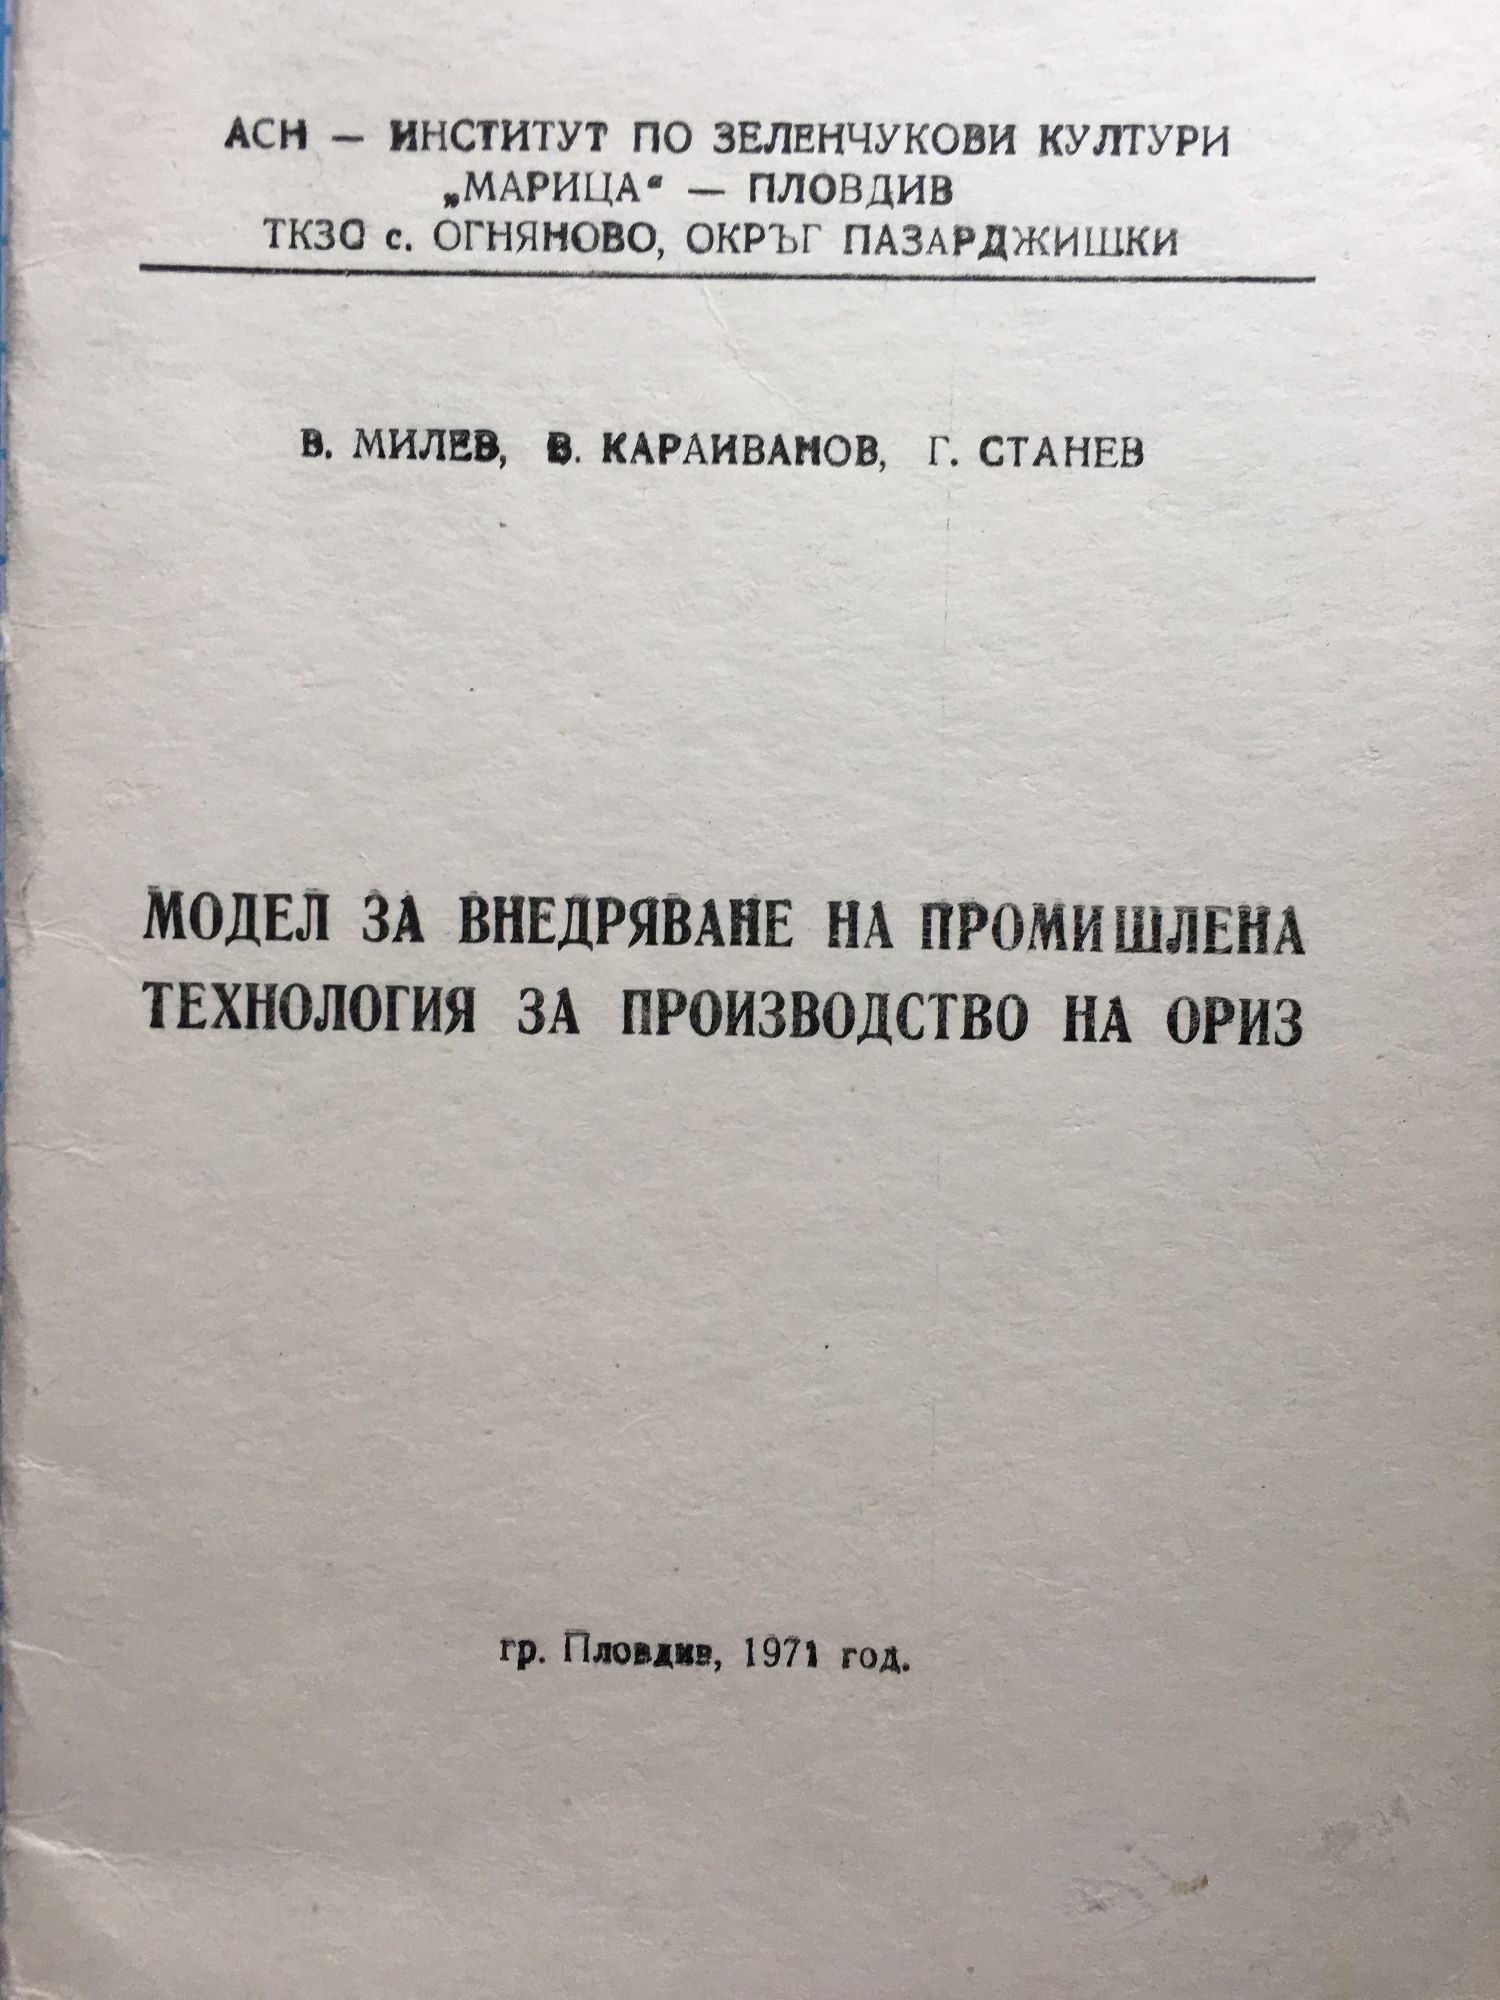 АСН — ИНСТИТУТ ПО ЗЕЛЕНЧУКОВИ КУЛТУРИ
„МАРИЦА“ — ПЛОВДИВ
ТКЗС с. ОГНЯНОВО, ОКРЪГ ПАЗАРДЖИШКИ
В. МИЛЕВ, В. КАРАИВАНОВ, Г. СТАНЕВ
МОДЕЛ ЗА ВНЕДРЯВАНЕ НА ПРОМИШЛЕНА
ТЕХНОЛОГИЯ ЗА ПРОИЗВОДСТВО НА ОРИЗ
гр. Пловдив, 1971 год.